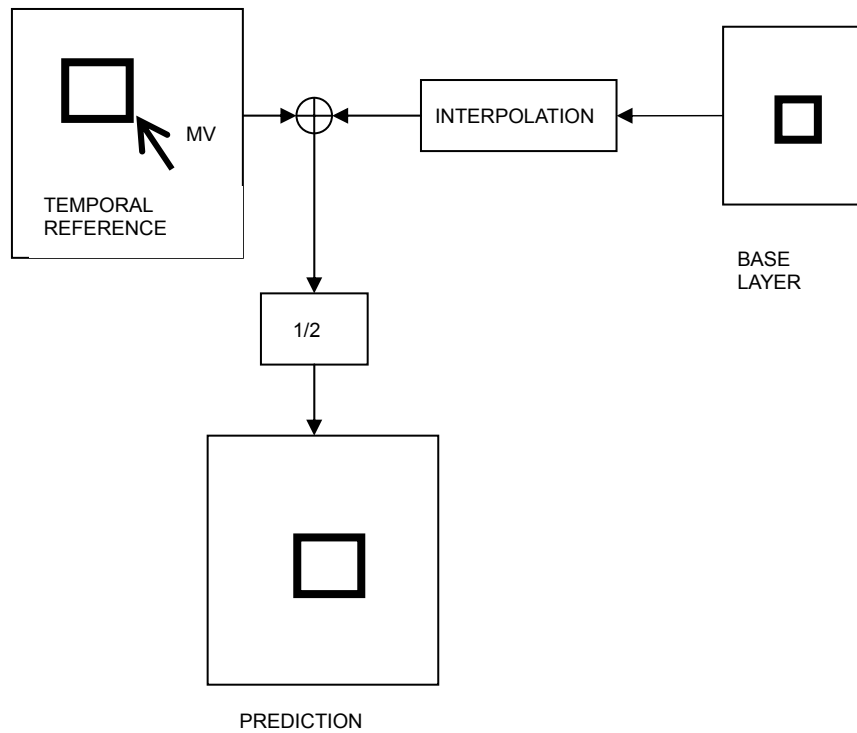 INTERPOLATION
MV
TEMPORAL
REFERENCE
BASE
LAYER
1/2
PREDICTION